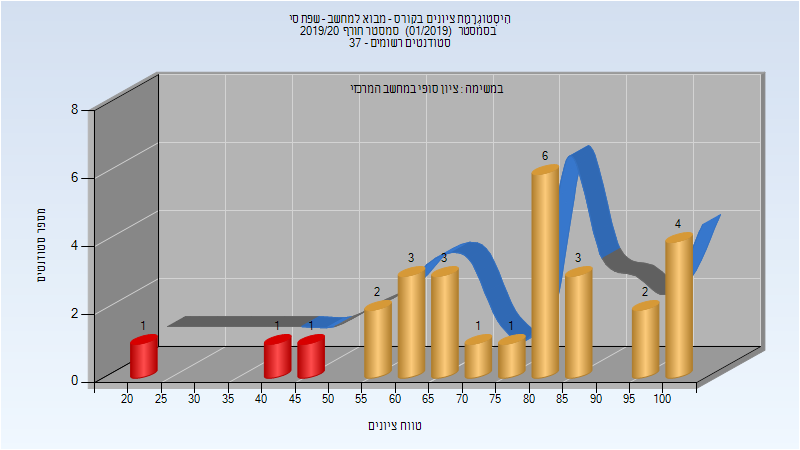 היסטוגרמת ציונים בקורס - מבוא למחשב - שפת סי
בסמסטר (01/2019) סמסטר חורף 2019/20
סטודנטים רשומים - 37
במשימה : ציון סופי במחשב המרכזי
מספר סטודנטים
8
6
4
2
0
1
1
1
2
3
3
1
1
6
3
2
4
20 25 30 35 40 45 50 55 60 65 70 75 80 85 90 95 100
טווח ציונים